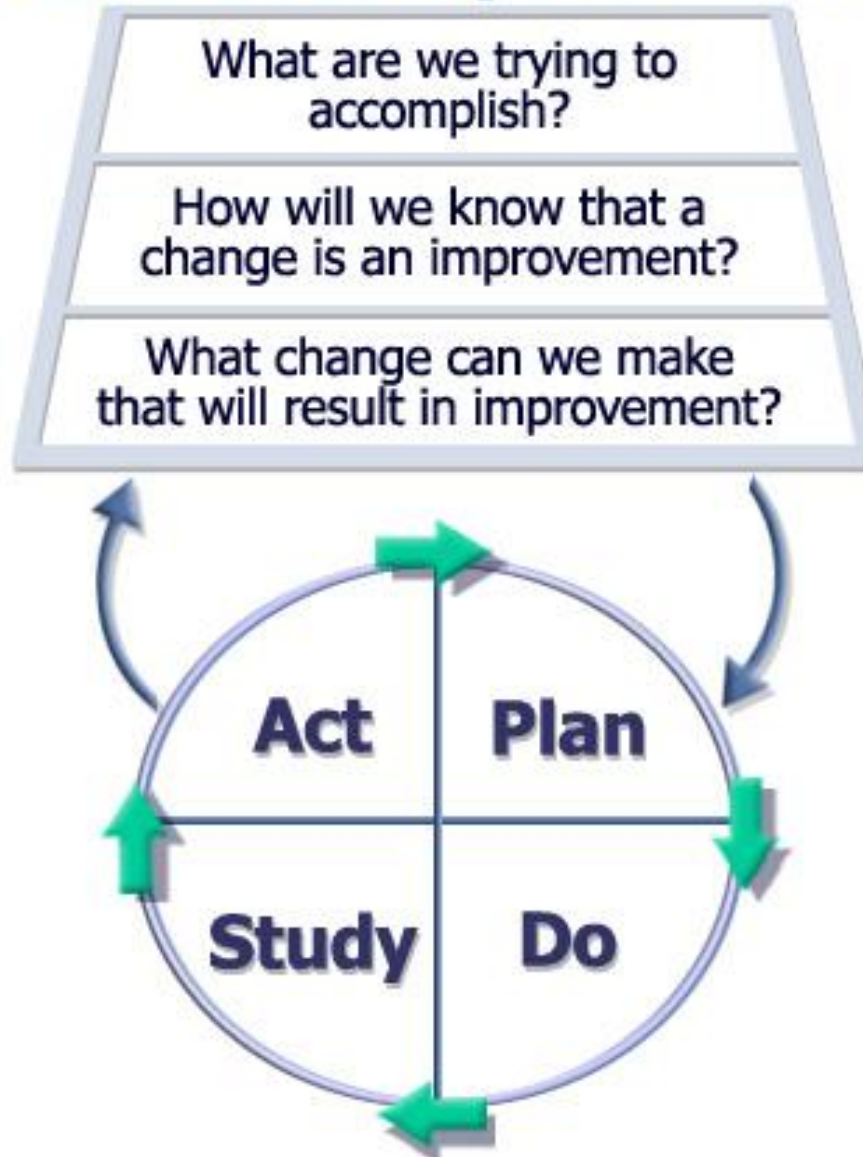 What are we trying to
accomplish?
How will we know that a
change is an improvement?
What change can we make
that will result in improvement?
Act
Plan
Study
Do